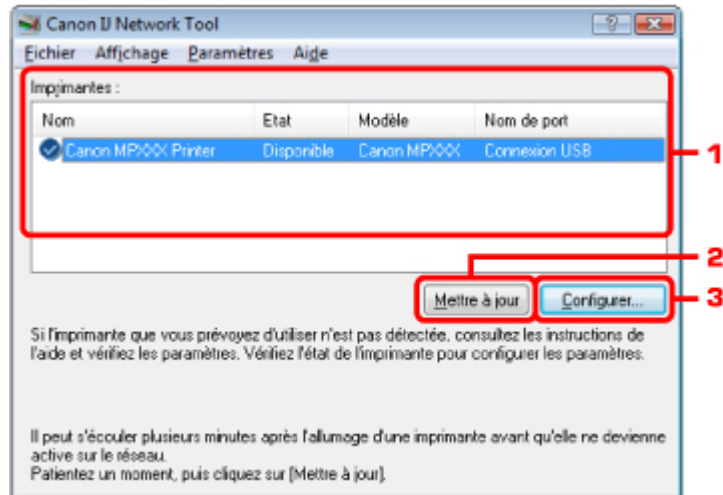 Canon IJ Network Tool
Fichier Affichage Paramètres Aide
Imprimantes :
Nom Etat Modèle Nom de port
Canon MPXXX Printer Disponible Canon MPXXX Connexion USB
1
2
Mettre à jour Configurer... 3
Si l'imprimante que vous prévoyez d'utiliser n'est pas détectée, consultez les instructions de
l'aide et vérifiez les paramètres. Vérifiez l'état de l'imprimante pour configurer les paramètres.
Il peut s'écouler plusieurs minutes après l'allumage d'une imprimante avant qu'elle ne devienne
active sur le réseau.
Patientez un moment, puis cliquez sur [Mettre à jour].